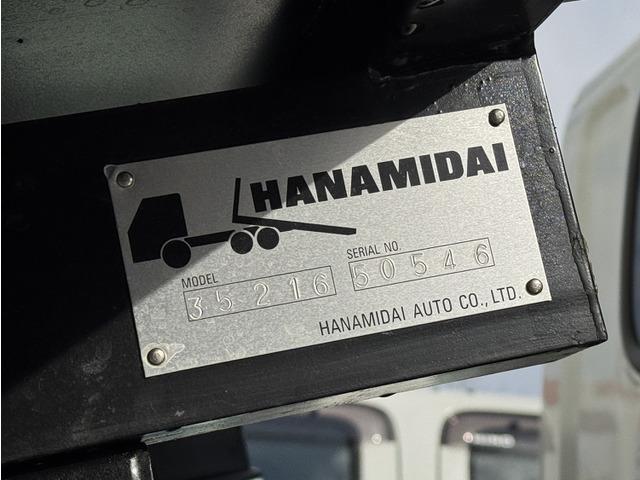 HANAMIDAI
MODEL
35216
SERIAL NO.
50546
HANAMIDAI AUTO CO., LTD.